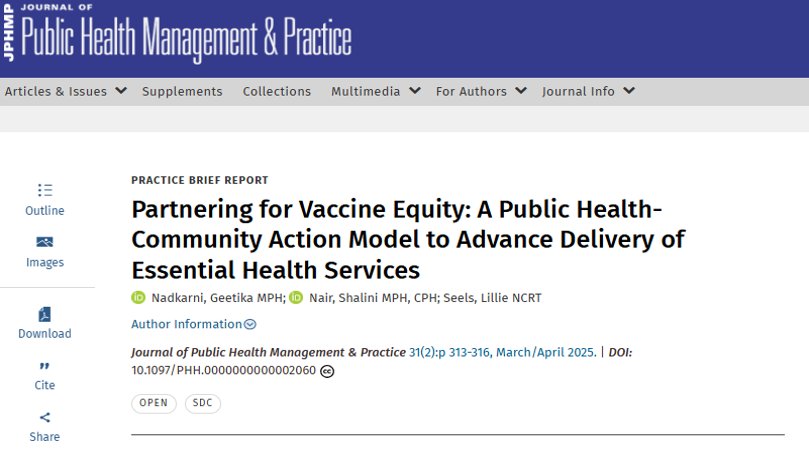 JPHMP
JOURNAL OF
Public Health Management & Practice
Articles & Issues Supplements Collections Multimedia For Authors Journal Info
Outline
Images
Download
Cite
Share
PRACTICE BRIEF REPORT
Partnering for Vaccine Equity: A Public Health-
Community Action Model to Advance Delivery of
Essential Health Services
iD Nadkarni, Geetika MPH; iD Nair, Shalini MPH, CPH; Seels, Lillie NCRT
Author Information
Journal of Public Health Management & Practice 31(2):p 313-316, March/April 2025. | DOI:
10.1097/PHH.0000000000002060 cc
OPEN SDC